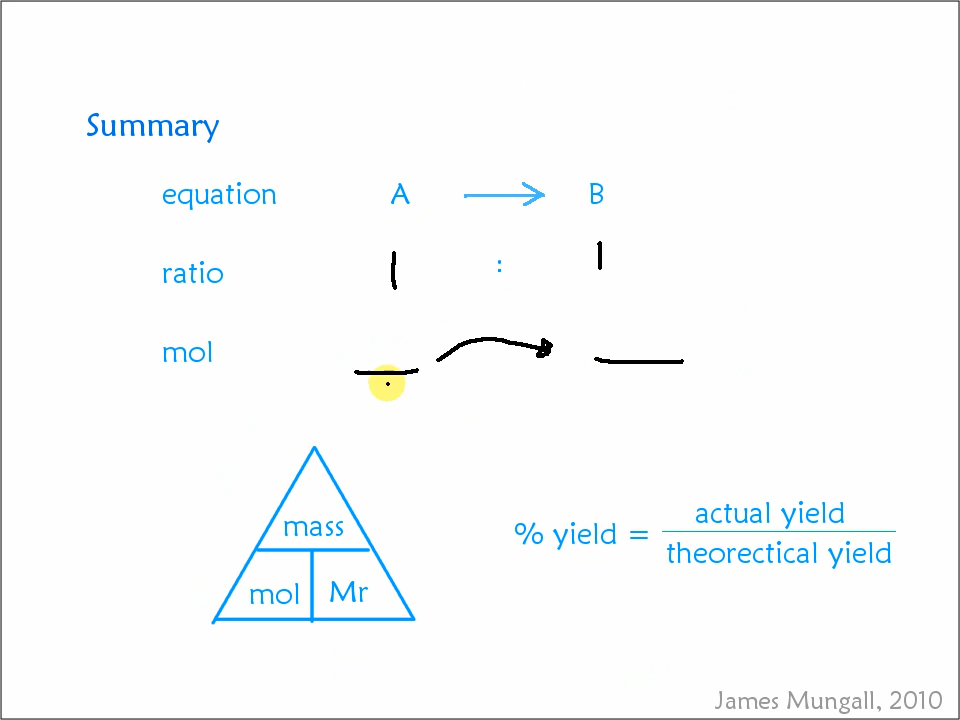 Summary
equation A → B
ratio 1 : 1
mol
mass
mol Mr
% yield = actual yield
theorectical yield
James Mungall, 2010